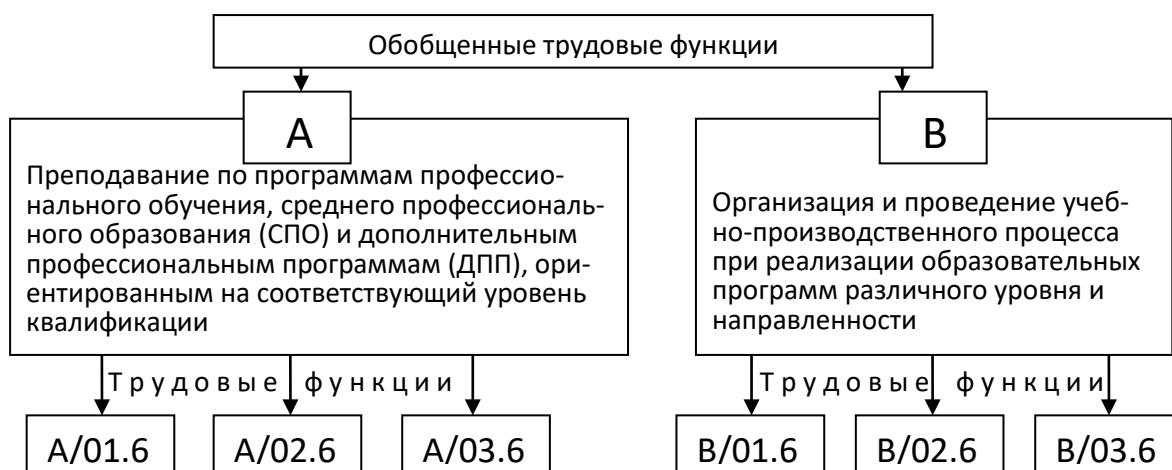 Обобщенные трудовые функции
A
B
Преподавание по программам профессио-
нального обучения, среднего профессиональ-
ного образования (СПО) и дополнительным
профессиональным программам (ДПП), ори-
ентированным на соответствующий уровень
квалификации
Организация и проведение учеб-
но-производственного процесса
при реализации образовательных
программ различного уровня и
направленности
Трудовые функции
Трудовые функции
A/01.6 A/02.6 A/03.6
B/01.6 B/02.6 B/03.6